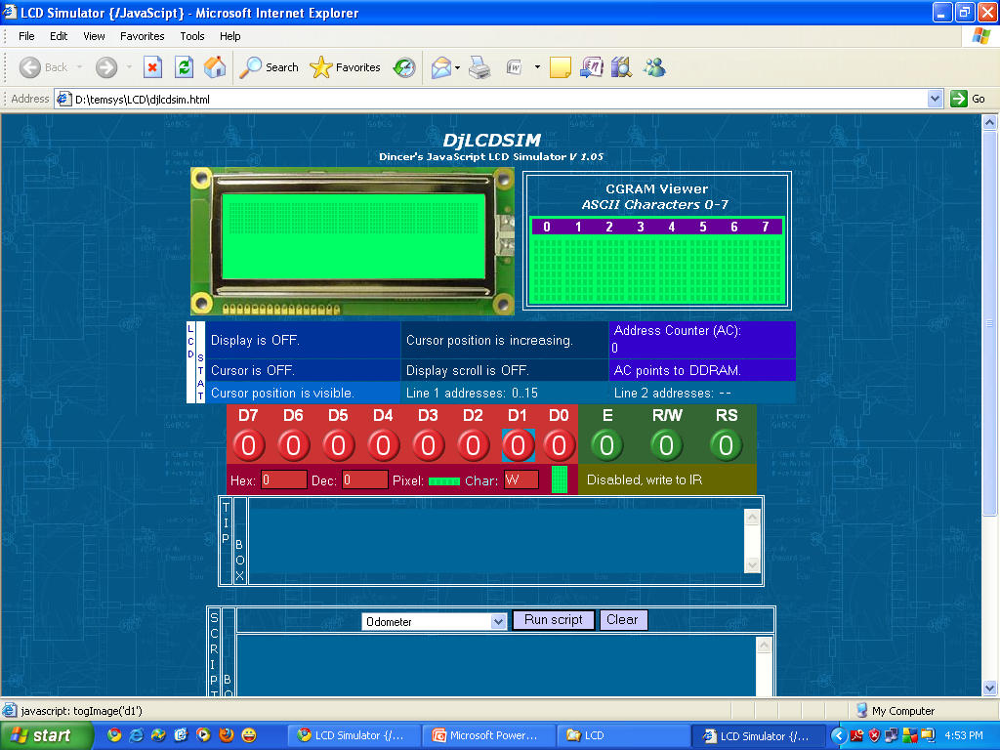 LCD Simulator {/JavaScipt} - Microsoft Internet Explorer
File Edit View Favorites Tools Help
Back Search Favorites
Address D:\temsys\LCD\djlcdsim.html Go
DjLCDSIM
Dincer's JavaScript LCD Simulator V 1.05
CGRAM Viewer
ASCII Characters 0-7
0 1 2 3 4 5 6 7
LCD STAT
Display is OFF. Cursor position is increasing. Address Counter (AC):
0
Cursor is OFF. Display scroll is OFF. AC points to DDRAM.
Cursor position is visible. Line 1 addresses: 0..15 Line 2 addresses: --
D7 D6 D5 D4 D3 D2 D1 D0 E R/W RS
0 0 0 0 0 0 0 0 0 0 0
Hex: 0 Dec: 0 Pixel: Char: W Disabled, write to IR
TIP BOX
Odometer Run script Clear
SCRIPT BO
javascript: togImage('d1') My Computer
start LCD Simulator {/... Microsoft Power... LCD LCD Simulator {/... 4:53 PM